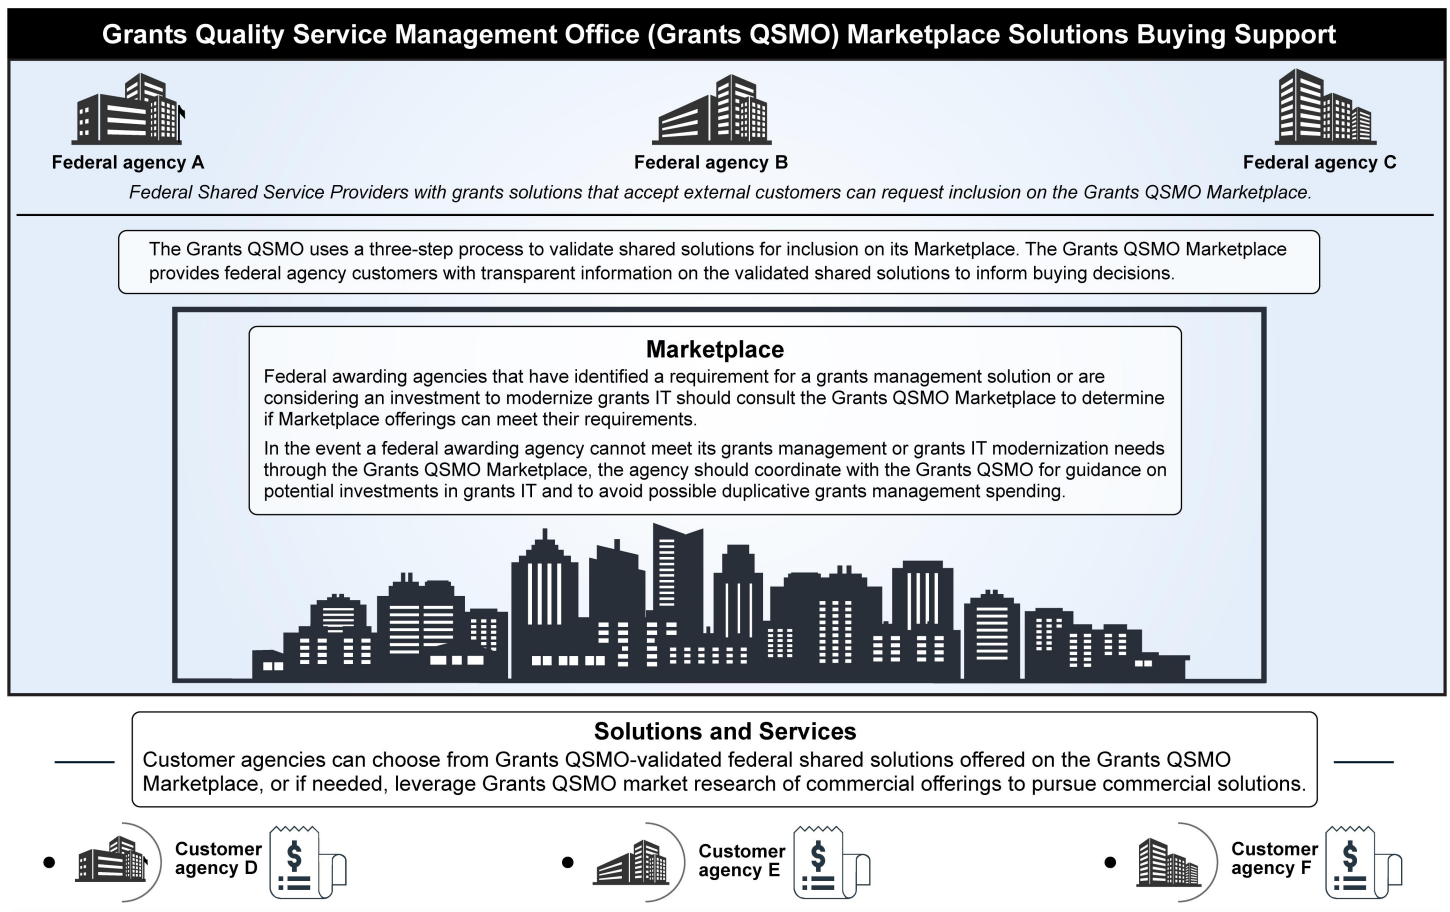 Grants Quality Service Management Office (Grants QSMO) Marketplace Solutions Buying Support
Federal agency A
Federal agency B
Federal agency C
Federal Shared Service Providers with grants solutions that accept external customers can request inclusion on the Grants QSMO Marketplace.
The Grants QSMO uses a three-step process to validate shared solutions for inclusion on its Marketplace. The Grants QSMO Marketplace
provides federal agency customers with transparent information on the validated shared solutions to inform buying decisions.
Marketplace
Federal awarding agencies that have identified a requirement for a grants management solution or are
considering an investment to modernize grants IT should consult the Grants QSMO Marketplace to determine
if Marketplace offerings can meet their requirements.
In the event a federal awarding agency cannot meet its grants management or grants IT modernization needs
through the Grants QSMO Marketplace, the agency should coordinate with the Grants QSMO for guidance on
potential investments in grants IT and to avoid possible duplicative grants management spending.
Solutions and Services
Customer agencies can choose from Grants QSMO-validated federal shared solutions offered on the Grants QSMO
Marketplace, or if needed, leverage Grants QSMO market research of commercial offerings to pursue commercial solutions.
Customer
agency D
$
Customer
agency E
$
Customer
agency F
$